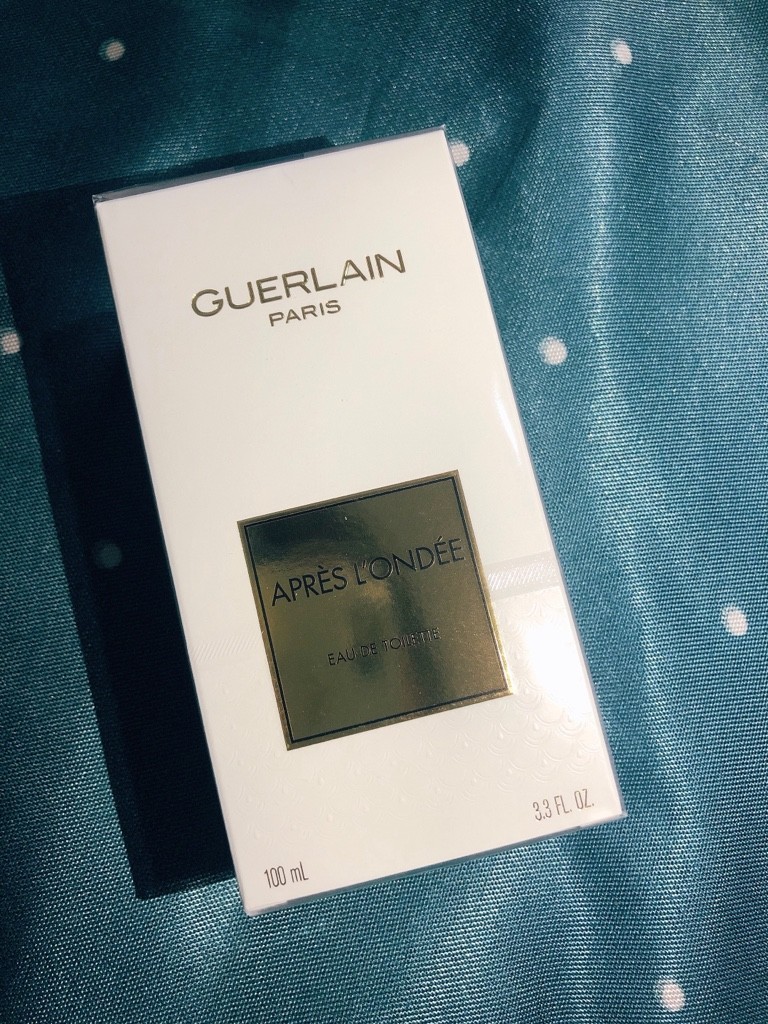 GUERLAIN
PARIS
APRÈS L'ONDÉE
EAU DE TOILETTE
3.3 FL. OZ.
100 mL